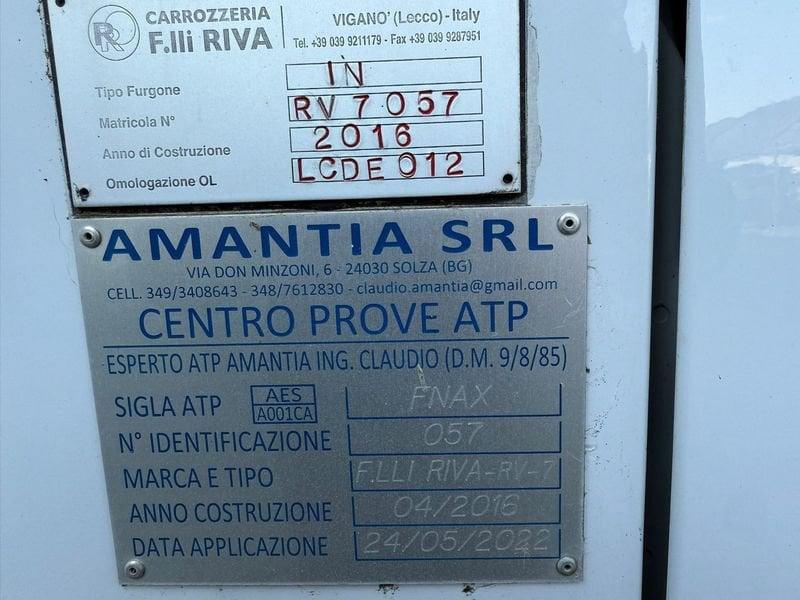 R
CARROZZERIA
F.lli RIVA
VIGANO' (Lecco) - Italy
Tel. +39 039 9211179 - Fax +39 039 9287951
Tipo Furgone IN
Matricola N° RV 7 057
Anno di Costruzione 2016
Omologazione OL LCDE 012
AMANTIA SRL
VIA DON MINZONI, 6 - 24030 SOLZA (BG)
CELL. 349/3408643 - 348/7612830 - claudio.amantia@gmail.com
CENTRO PROVE ATP
ESPERTO ATP AMANTIA ING. CLAUDIO (D.M. 9/8/85)
SIGLA ATP AES A001CA FNAX
N° IDENTIFICAZIONE 057
MARCA E TIPO F.LLI RIVA-RV-7
ANNO COSTRUZIONE 04/2016
DATA APPLICAZIONE 24/05/2022